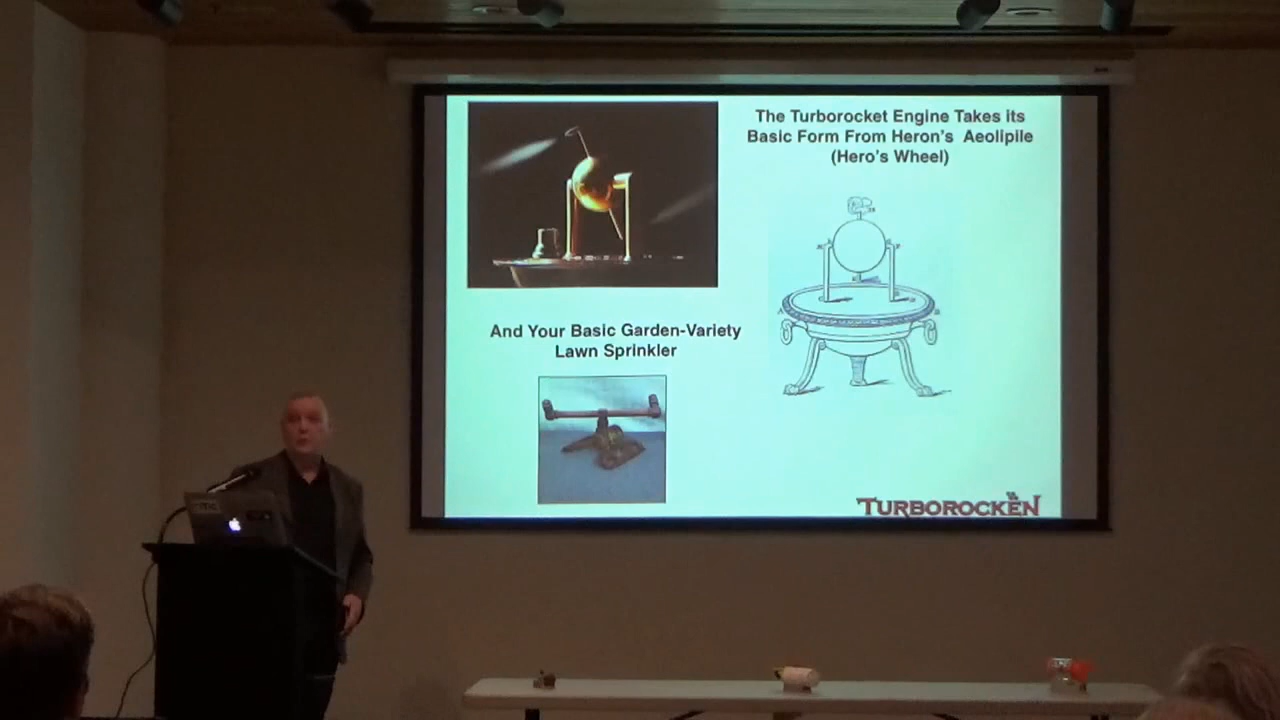 The Turborocket Engine Takes its
Basic Form From Heron's Aeolipile
(Hero's Wheel)
And Your Basic Garden-Variety
Lawn Sprinkler
TURBOROCKEN